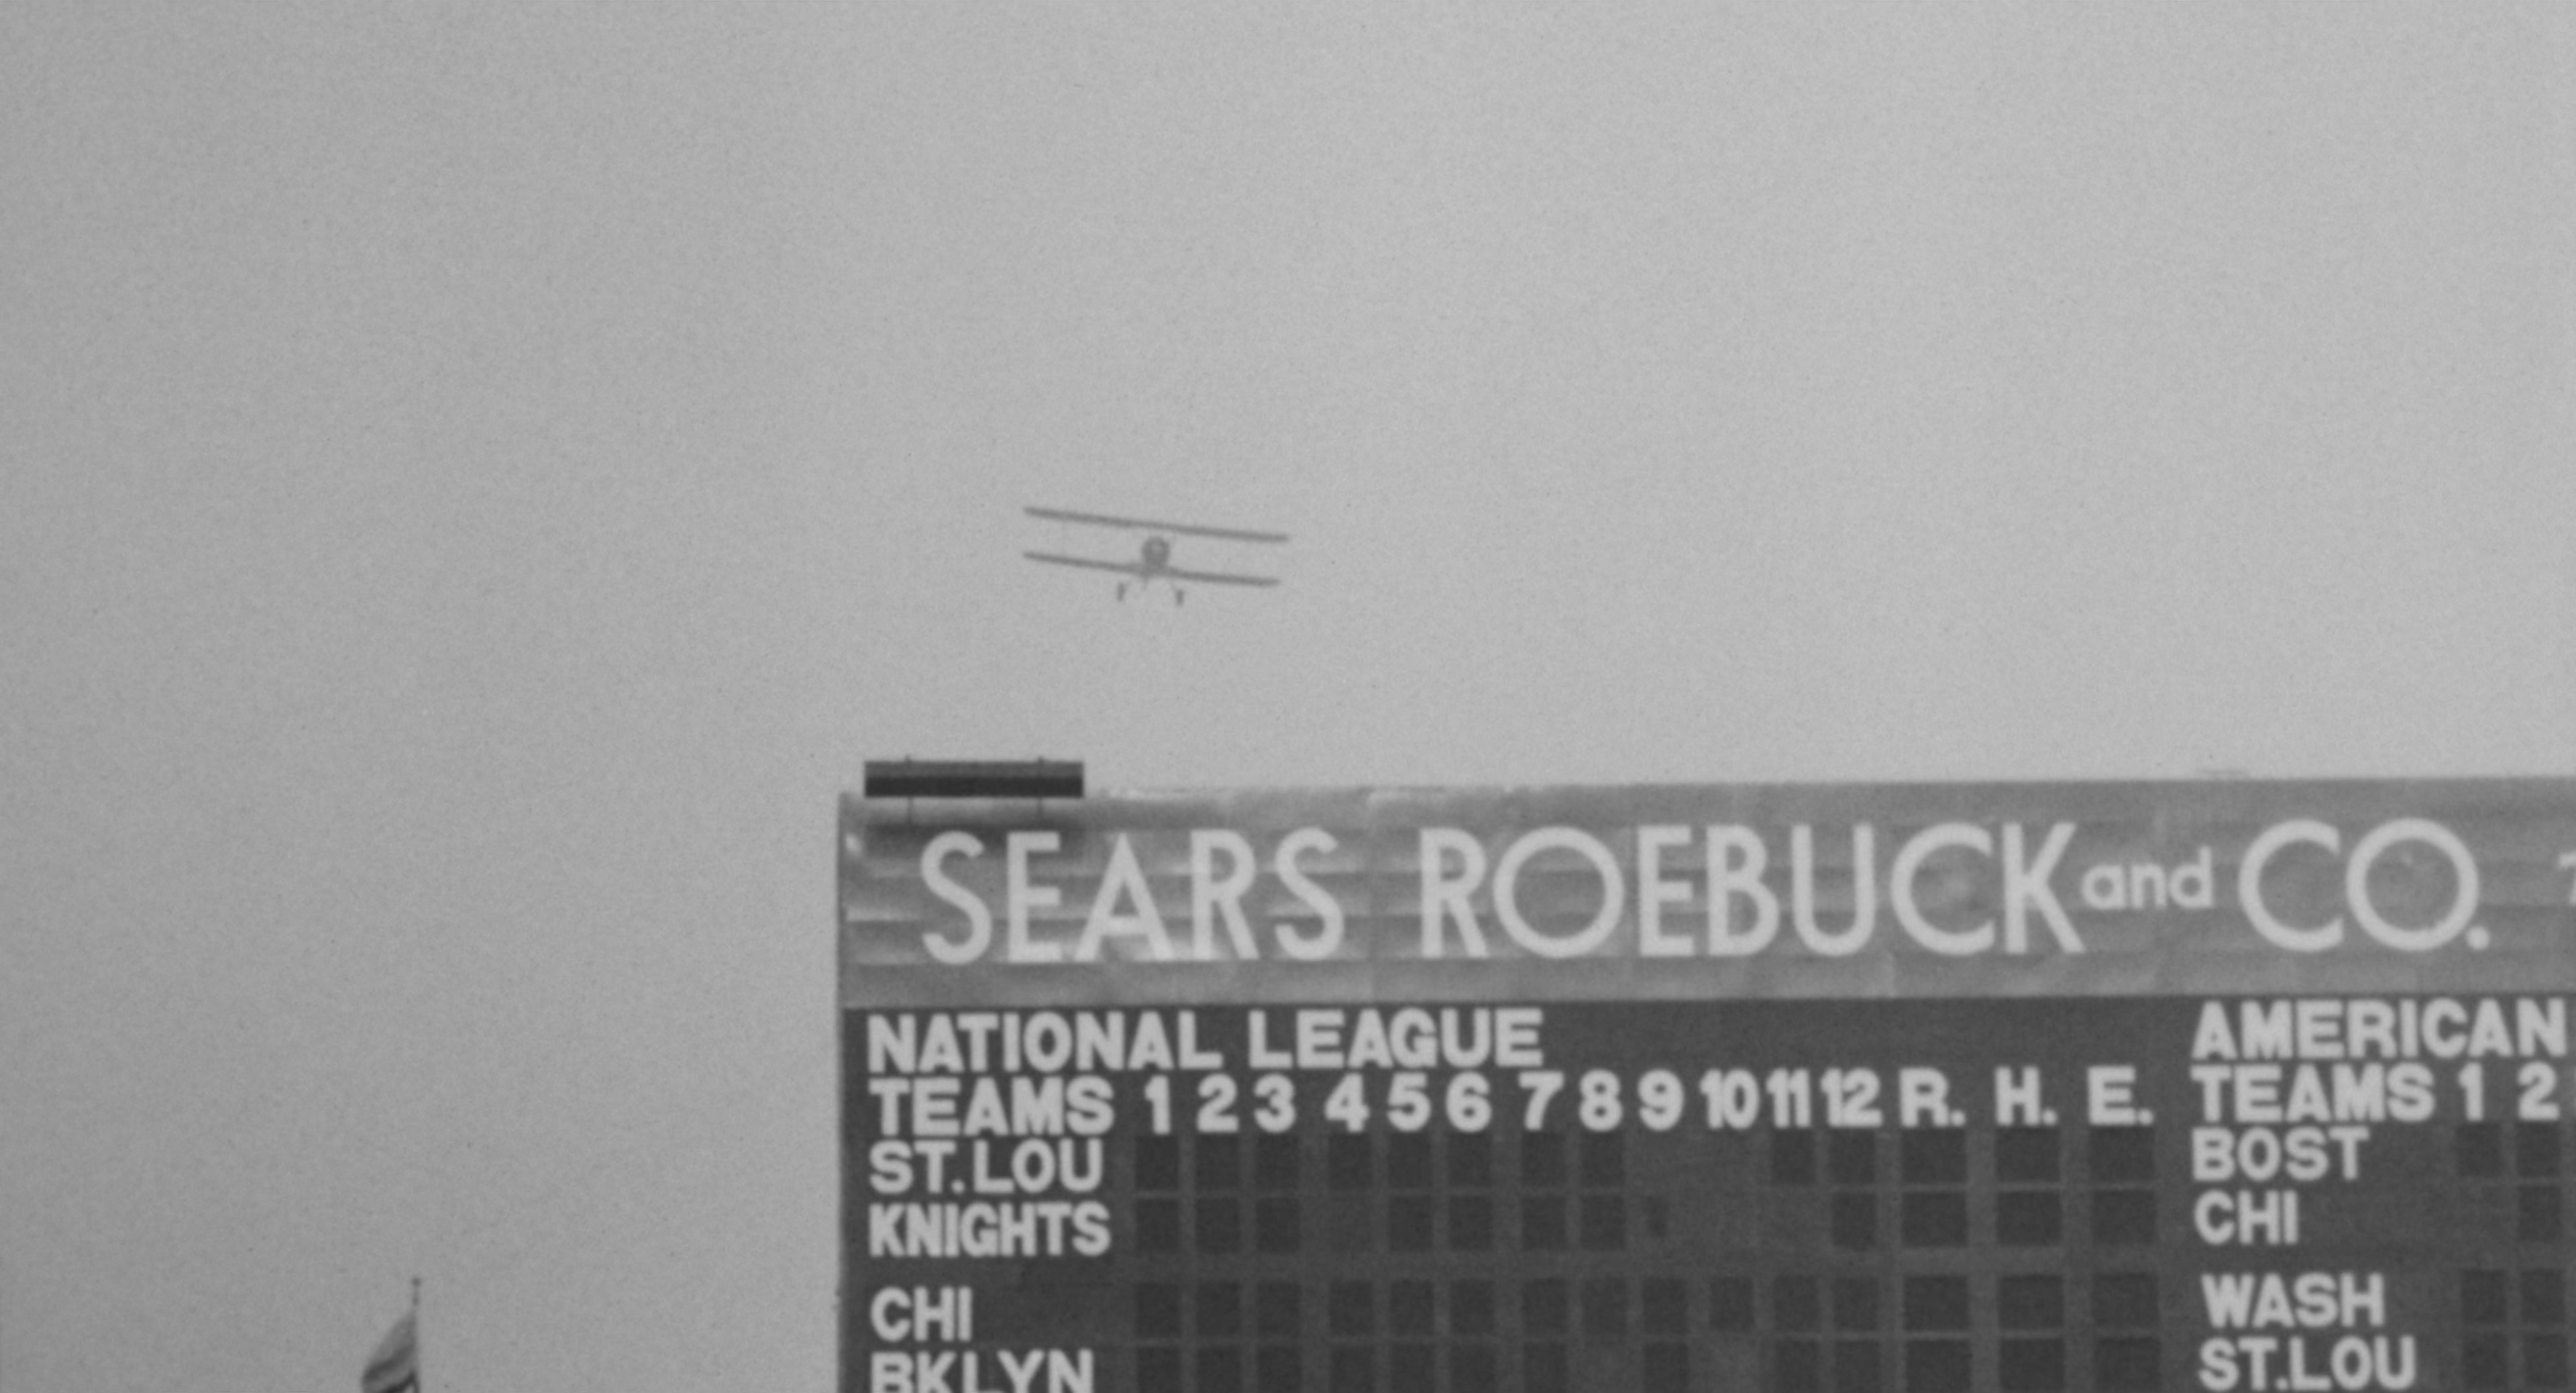 SEARS ROEBUCK and CO.
NATIONAL LEAGUE
TEAMS 1 2 3 4 5 6 7 8 9 10 11 12 R. H. E.
ST.LOU
KNIGHTS
CHI
BKLYN
AMERICAN
TEAMS 1 2
BOST
CHI
WASH
ST.LOU